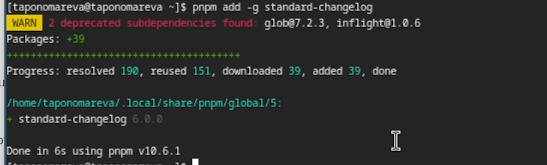 [taponomareva@taponomareva ~]$ pnpm add -g standard-changelog
WARN 2 deprecated subdependencies found: glob@7.2.3, inflight@1.0.6
Packages: +39
+++++++++++++++++++++++++++++++++++++++
Progress: resolved 190, reused 151, downloaded 39, added 39, done
/home/taponomareva/.local/share/pnpm/global/5:
+ standard-changelog 6.0.0
Done in 6s using pnpm v10.6.1